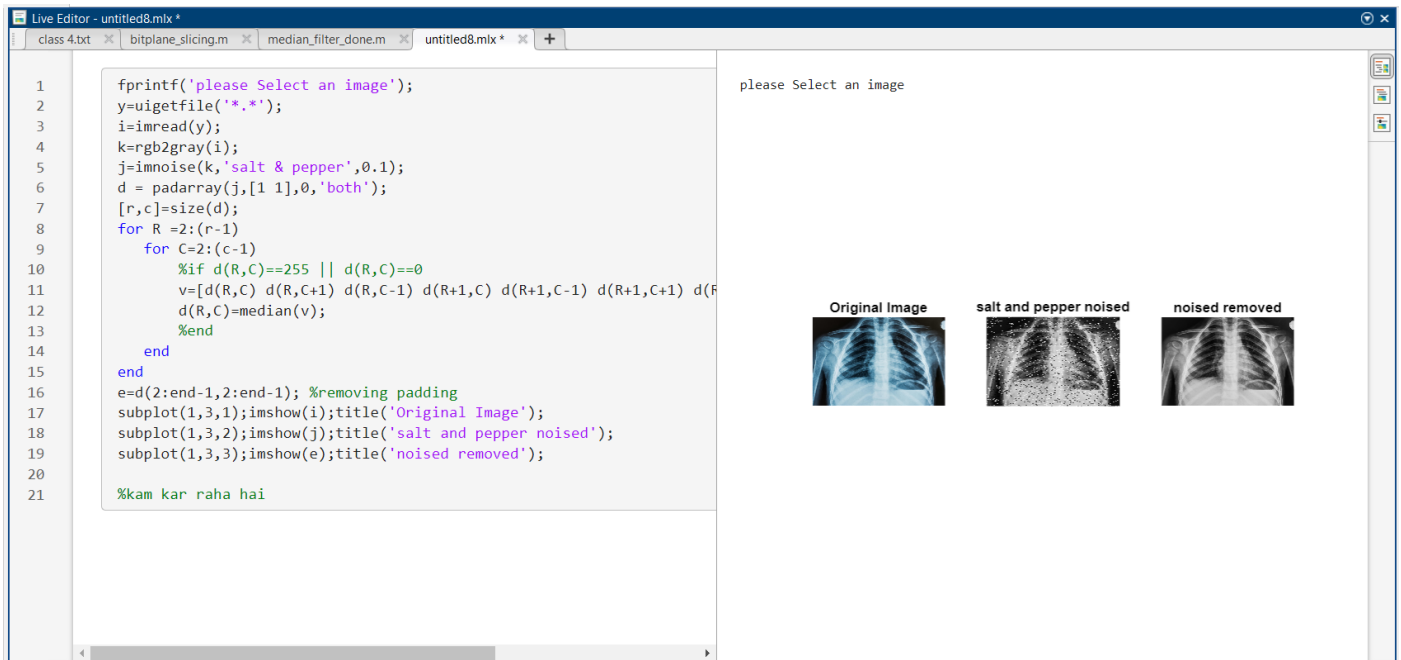 Live Editor - untitled8.mlx *
class 4.txt × bitplane_slicing.m × median_filter_done.m × untitled8.mlx * × +
1 fprintf('please Select an image');
2 y=uigetfile('*.*');
3 i=imread(y);
4 k=rgb2gray(i);
5 j=imnoise(k,'salt & pepper',0.1);
6 d = padarray(j,[1 1],0,'both');
7 [r,c]=size(d);
8 for R =2:(r-1)
9 for C=2:(c-1)
10 %if d(R,C)==255 || d(R,C)==0
11 v=[d(R,C) d(R,C+1) d(R,C-1) d(R+1,C) d(R+1,C-1) d(R+1,C+1) d(R
12 d(R,C)=median(v);
13 %end
14 end
15 end
16 e=d(2:end-1,2:end-1); %removing padding
17 subplot(1,3,1);imshow(i);title('Original Image');
18 subplot(1,3,2);imshow(j);title('salt and pepper noised');
19 subplot(1,3,3);imshow(e);title('noised removed');
20
21 %kam kar raha hai
please Select an image
Original Image salt and pepper noised noised removed